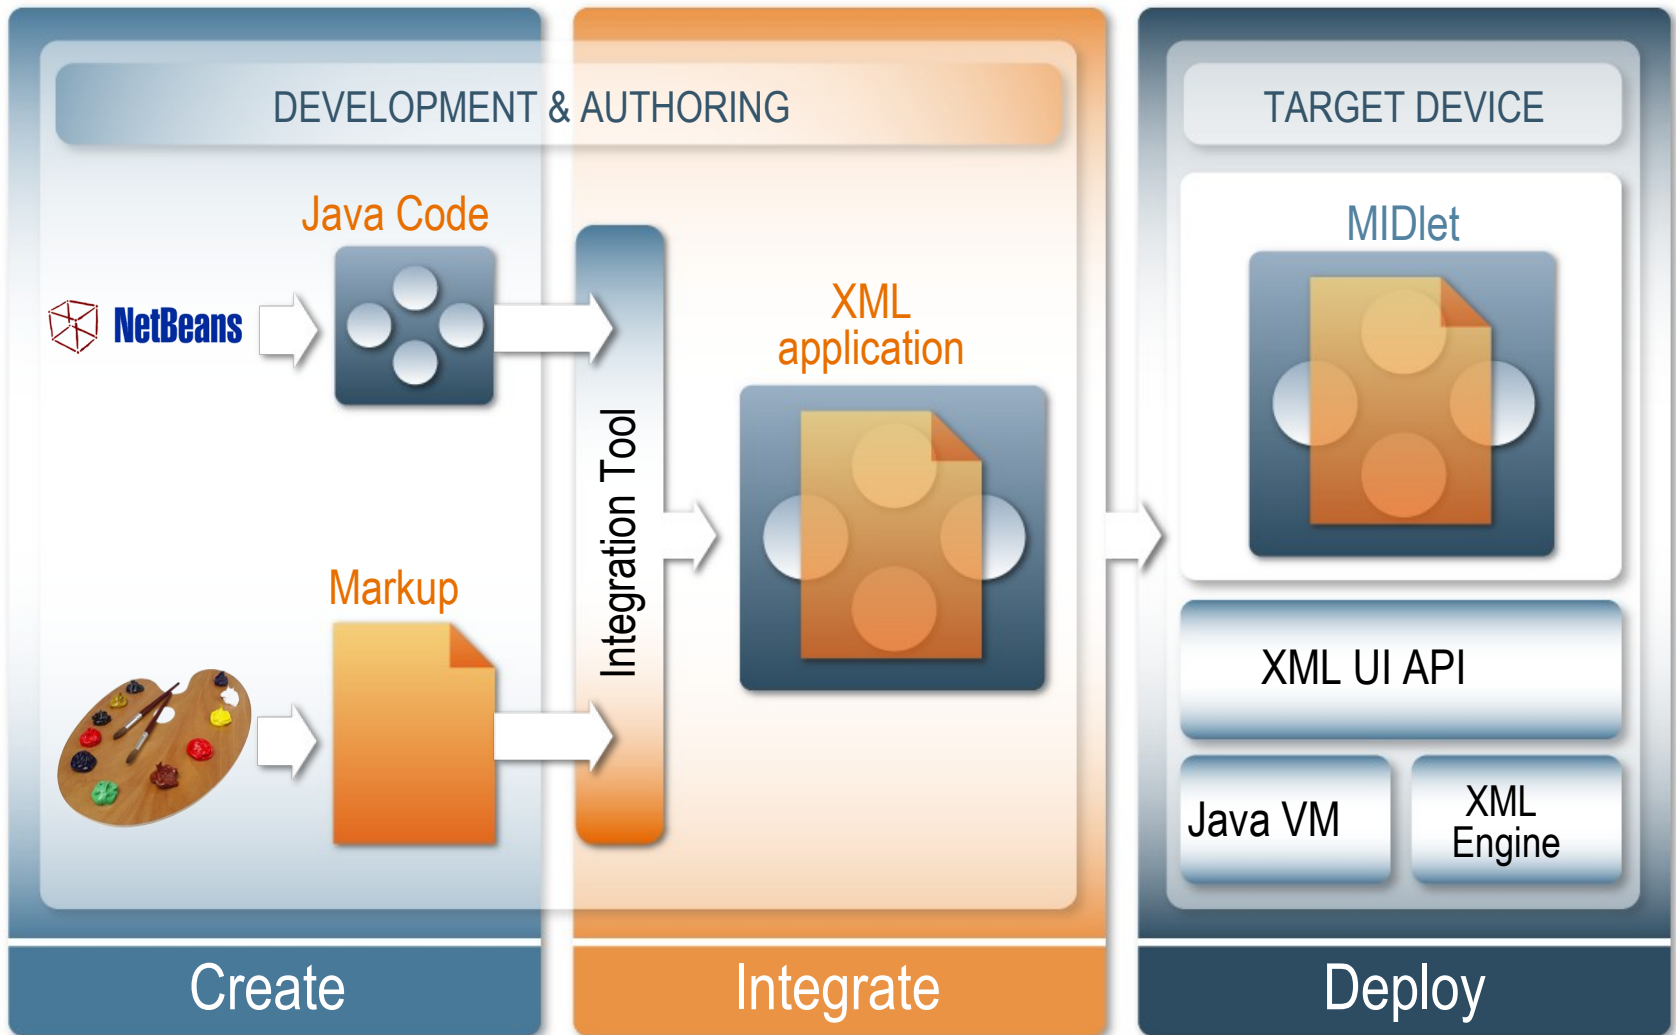 DEVELOPMENT & AUTHORING
TARGET DEVICE
Java Code
NetBeans
Markup
Integration Tool
XML
application
MIDlet
XML UI API
Java VM
XML
Engine
Create
Integrate
Deploy